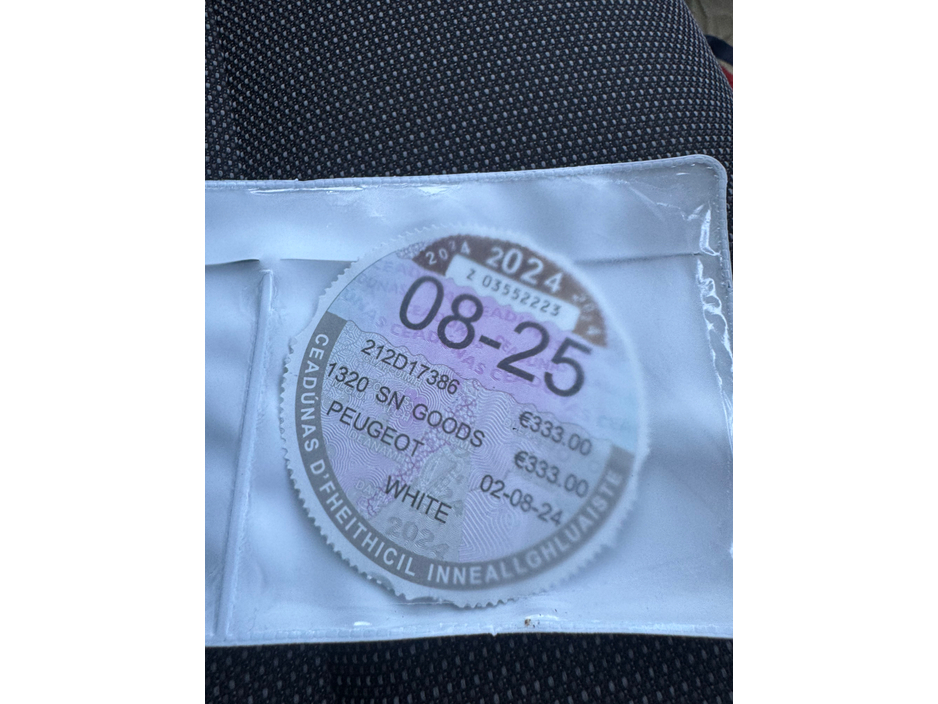 2024 2024 2024
Z 03552223
08-25
212D17386
1320 SN GOODS €333.00
PEUGEOT €333.00
WHITE 02-08-24
2024
CEADÚNAS D'FHEITHICIL INNEALLGHLUAISTE